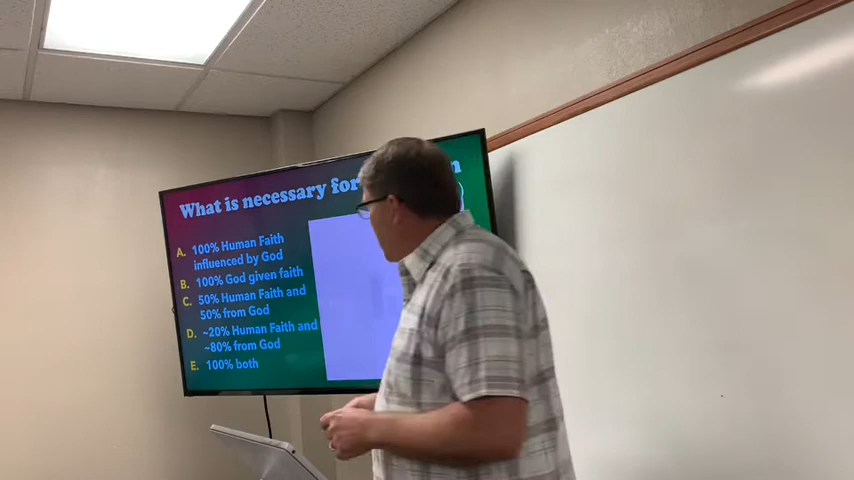 What is necessary for
A. 100% Human Faith
influenced by God
B. 100% God given faith
C. 50% Human Faith and
50% from God
D. ~20% Human Faith and
~80% from God
E. 100% both